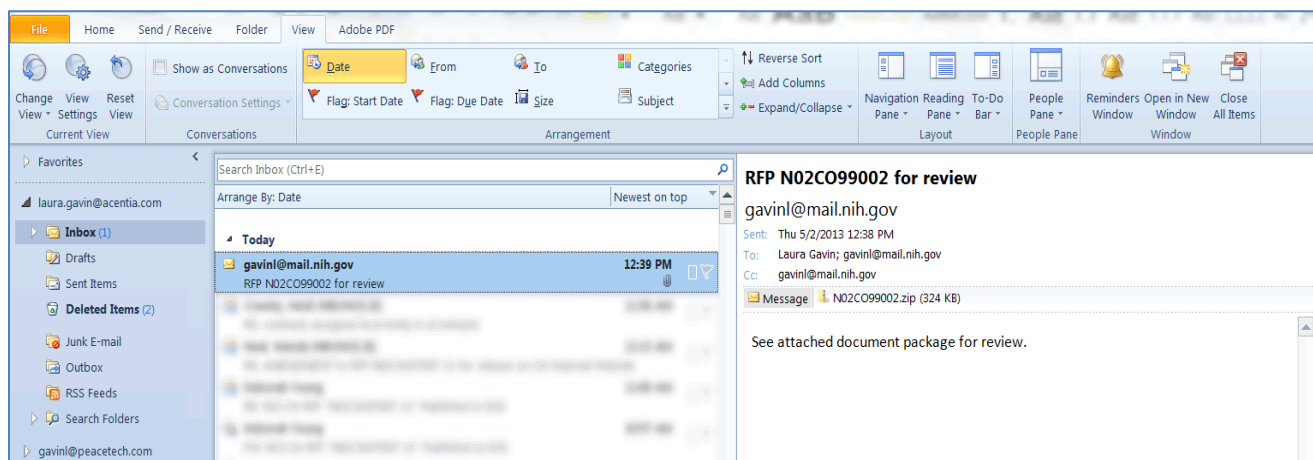 File Home Send / Receive Folder View Adobe PDF
Change View View Settings Reset View
Current View
Show as Conversations
Conversation Settings
Conversations
Date From To Categories
Flag: Start Date Flag: Due Date Size Subject
Arrangement
Reverse Sort
Add Columns
Expand/Collapse
Navigation Pane Reading Pane To-Do Bar
Layout
People Pane
People Pane
Reminders Window Open in New Window Close All Items
Window
Favorites
laura.gavin@acentia.com
Inbox (1)
Drafts
Sent Items
Deleted Items (2)
Junk E-mail
Outbox
RSS Feeds
Search Folders
gavinl@peacetech.com
Search Inbox (Ctrl+E)
Arrange By: Date Newest on top
Today
gavinl@mail.nih.gov 12:39 PM
RFP N02CO99002 for review
RFP N02CO99002 for review
gavinl@mail.nih.gov
Sent: Thu 5/2/2013 12:38 PM
To: Laura Gavin; gavinl@mail.nih.gov
Cc: gavinl@mail.nih.gov
Message N02CO99002.zip (324 KB)
See attached document package for review.